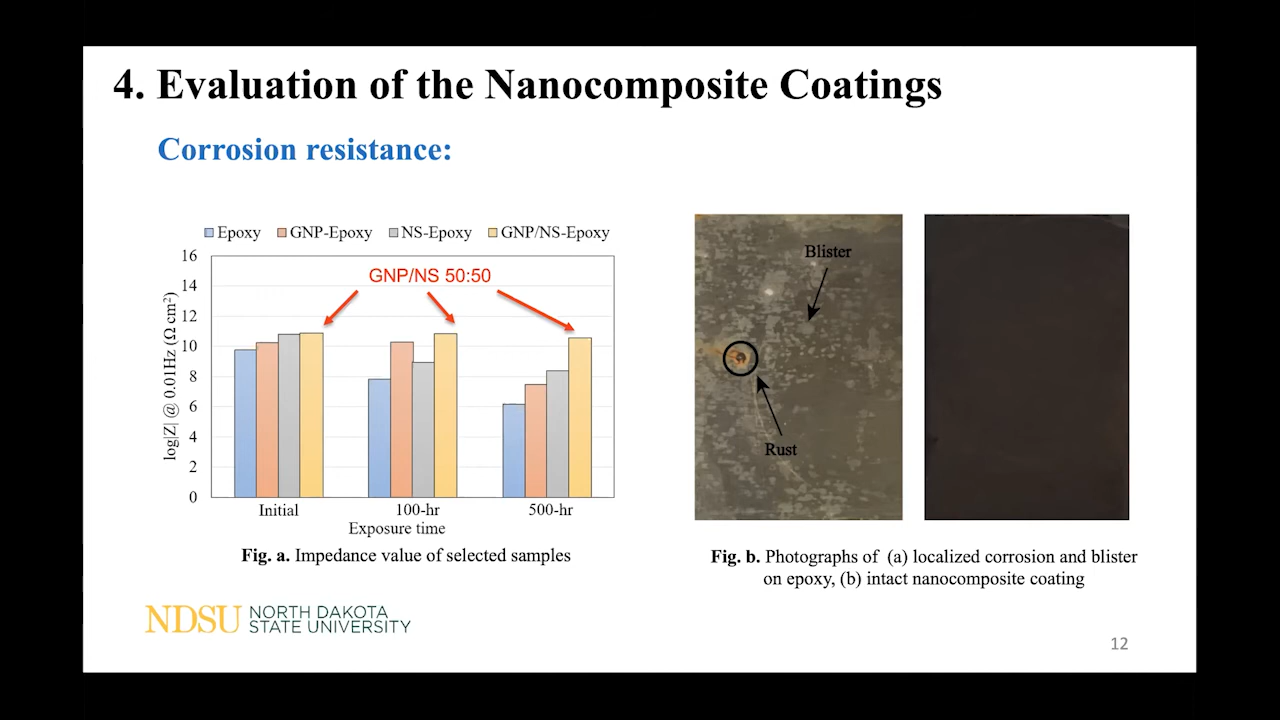 4. Evaluation of the Nanocomposite Coatings
Corrosion resistance:
Epoxy GNP-Epoxy NS-Epoxy GNP/NS-Epoxy
GNP/NS 50:50
log|Z| @ 0.01Hz (Ω cm²)
16
14
12
10
8
6
4
2
0
Initial 100-hr 500-hr
Exposure time
Fig. a. Impedance value of selected samples
Blister
Rust
Fig. b. Photographs of (a) localized corrosion and blister
on epoxy, (b) intact nanocomposite coating
NDSU NORTH DAKOTA
STATE UNIVERSITY
12